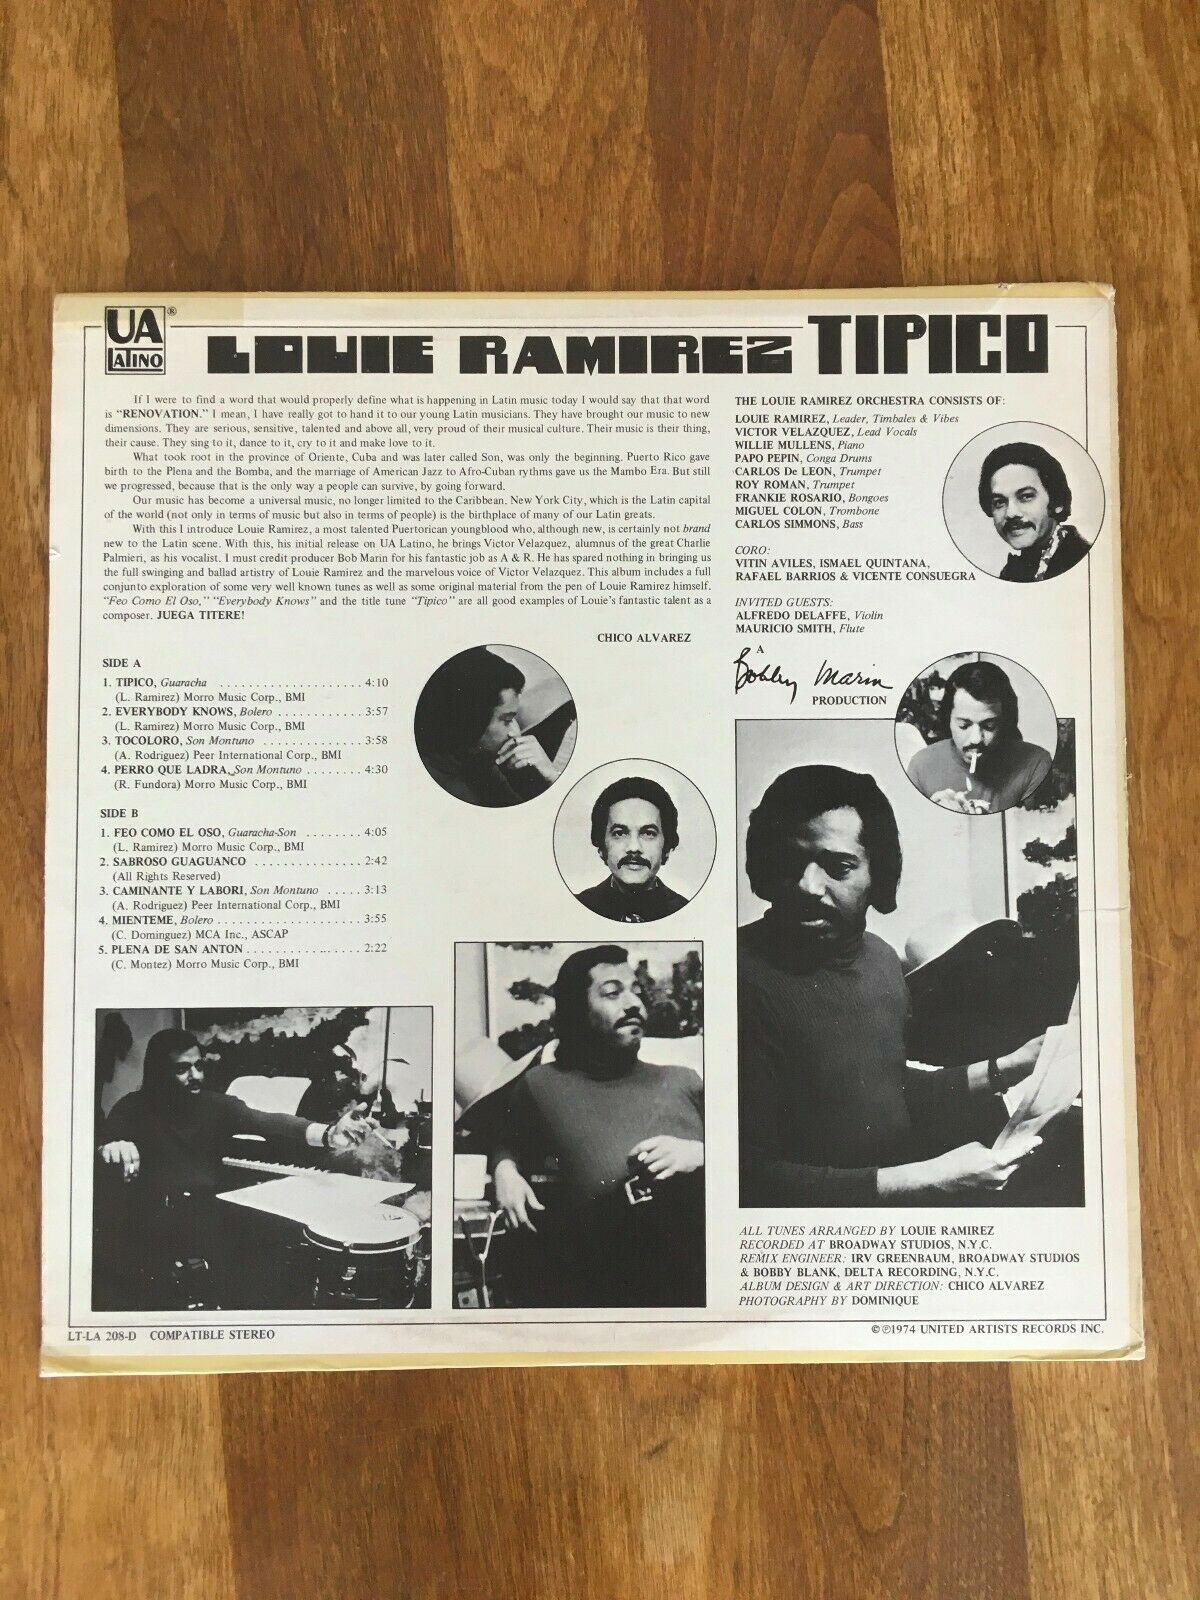 UA®
LATINO
LOUIE RAMIREZ TIPICO
If I were to find a word that would properly define what is happening in Latin music today I would say that that word
is "RENOVATION." I mean, I have really got to hand it to our young Latin musicians. They have brought our music to new
dimensions. They are serious, sensitive, talented and above all, very proud of their musical culture. Their music is their thing,
their cause. They sing to it, dance to it, cry to it and make love to it.
What took root in the province of Oriente, Cuba and was later called Son, was only the beginning. Puerto Rico gave
birth to the Plena and the Bomba, and the marriage of American Jazz to Afro-Cuban rythms gave us the Mambo Era. But still
we progressed, because that is the only way a people can survive, by going forward.
Our music has become a universal music, no longer limited to the Caribbean. New York City, which is the Latin capital
of the world (not only in terms of music but also in terms of people) is the birthplace of many of our Latin greats.
With this I introduce Louie Ramirez, a most talented Puertorican youngblood who, although new, is certainly not brand
new to the Latin scene. With this, his initial release on UA Latino, he brings Victor Velazquez, alumnus of the great Charlie
Palmieri, as his vocalist. I must credit producer Bob Marin for his fantastic job as A & R. He has spared nothing in bringing us
the full swinging and ballad artistry of Louie Ramirez and the marvelous voice of Victor Velazquez. This album includes a full
conjunto exploration of some very well known tunes as well as some original material from the pen of Louie Ramirez himself.
"Feo Como El Oso," "Everybody Knows" and the title tune "Tipico" are all good examples of Louie's fantastic talent as a
composer. JUEGA TITERE!
CHICO ALVAREZ
SIDE A
1. TIPICO, Guaracha .................... 4:10
(L. Ramirez) Morro Music Corp., BMI
2. EVERYBODY KNOWS, Bolero ............ 3:57
(L. Ramirez) Morro Music Corp., BMI
3. TOCOLORO, Son Montuno .............. 3:58
(A. Rodriguez) Peer International Corp., BMI
4. PERRO QUE LADRA, Son Montuno ........ 4:30
(R. Fundora) Morro Music Corp., BMI
SIDE B
1. FEO COMO EL OSO, Guaracha-Son ........ 4:05
(L. Ramirez) Morro Music Corp., BMI
2. SABROSO GUAGUANCO ............... 2:42
(All Rights Reserved)
3. CAMINANTE Y LABORI, Son Montuno ..... 3:13
(A. Rodriguez) Peer International Corp., BMI
4. MIENTEME, Bolero .................... 3:55
(C. Dominguez) MCA Inc., ASCAP
5. PLENA DE SAN ANTON ................ 2:22
(C. Montez) Morro Music Corp., BMI
THE LOUIE RAMIREZ ORCHESTRA CONSISTS OF:
LOUIE RAMIREZ, Leader, Timbales & Vibes
VICTOR VELAZQUEZ, Lead Vocals
WILLIE MULLENS, Piano
PAPO PEPIN, Conga Drums
CARLOS De LEON, Trumpet
ROY ROMAN, Trumpet
FRANKIE ROSARIO, Bongoes
MIGUEL COLON, Trombone
CARLOS SIMMONS, Bass
CORO:
VITIN AVILES, ISMAEL QUINTANA,
RAFAEL BARRIOS & VICENTE CONSUEGRA
INVITED GUESTS:
ALFREDO DELAFFE, Violin
MAURICIO SMITH, Flute
A
Bobby Marin
PRODUCTION
ALL TUNES ARRANGED BY LOUIE RAMIREZ
RECORDED AT BROADWAY STUDIOS, N.Y.C.
REMIX ENGINEER: IRV GREENBAUM, BROADWAY STUDIOS
& BOBBY BLANK, DELTA RECORDING, N.Y.C.
ALBUM DESIGN & ART DIRECTION: CHICO ALVAREZ
PHOTOGRAPHY BY DOMINIQUE
LT-LA 208-D COMPATIBLE STEREO
©℗1974 UNITED ARTISTS RECORDS INC.